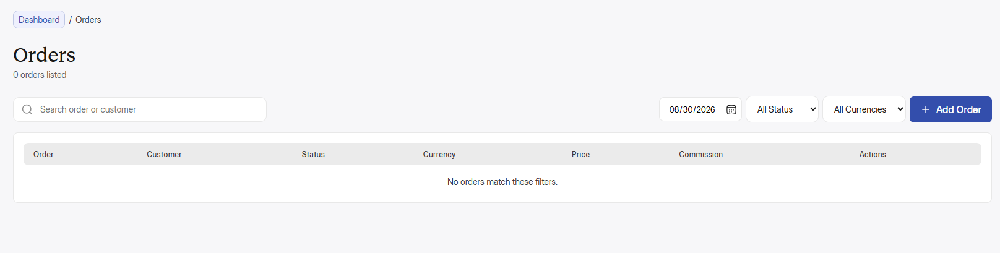 Dashboard / Orders
Orders
0 orders listed
Search order or customer
08/30/2026 All Status All Currencies + Add Order
Order Customer Status Currency Price Commission Actions
No orders match these filters.